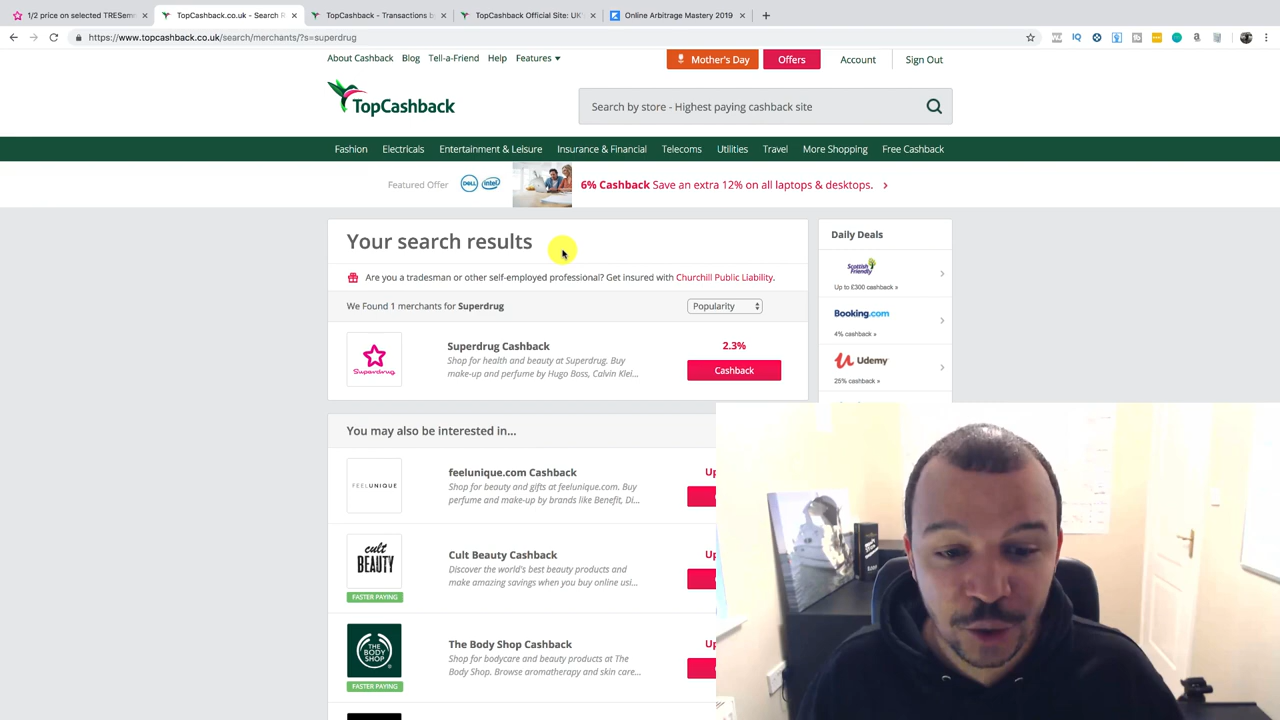 1/2 price on selected TRESem
TopCashback.co.uk - Search R
TopCashback - Transactions b
TopCashback Official Site: UK'
Online Arbitrage Mastery 2019
https://www.topcashback.co.uk/search/merchants/?s=superdrug
About Cashback Blog Tell-a-Friend Help Features
Mother's Day Offers Account Sign Out
TopCashback
Search by store - Highest paying cashback site
Fashion Electricals Entertainment & Leisure Insurance & Financial Telecoms Utilities Travel More Shopping Free Cashback
Featured Offer DELL intel 6% Cashback Save an extra 12% on all laptops & desktops.
Your search results
Are you a tradesman or other self-employed professional? Get insured with Churchill Public Liability.
We Found 1 merchants for Superdrug Popularity
Superdrug
Superdrug Cashback
Shop for health and beauty at Superdrug. Buy
make-up and perfume by Hugo Boss, Calvin Klei...
2.3%
Cashback
Daily Deals
Scottish
Friendly
Up to £300 cashback »
Booking.com
4% cashback »
Udemy
25% cashback »
You may also be interested in...
FEELUNIQUE
feelunique.com Cashback
Shop for beauty and gifts at feelunique.com. Buy
perfume and make-up by brands like Benefit, Di...
Up
cult
BEAUTY
FASTER PAYING
Cult Beauty Cashback
Discover the world's best beauty products and
make amazing savings when you buy online usi...
Up
THE
BODY
SHOP
FASTER PAYING
The Body Shop Cashback
Shop for bodycare and beauty products at The
Body Shop. Browse aromatherapy and skin care...
Up